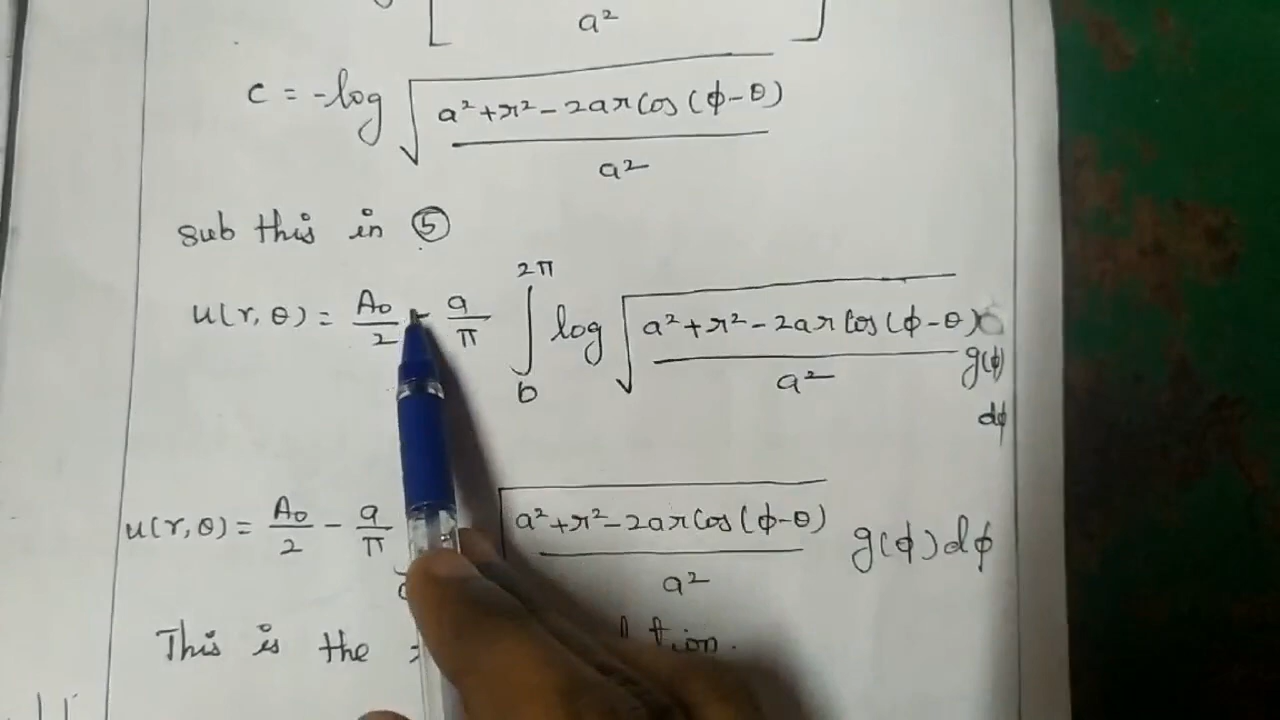 a²
c = -log √ a²+r²-2ar Cos(φ-θ) / a²
sub this in ⑤
u(r,θ) = A₀/2 - a/π ∫ 2π 0 log √ a²+r²-2ar Cos(φ-θ) / a² g(φ)
dφ
u(r,θ) = A₀/2 - a/π √ a²+r²-2ar Cos(φ-θ) / a² g(φ)dφ
This is the